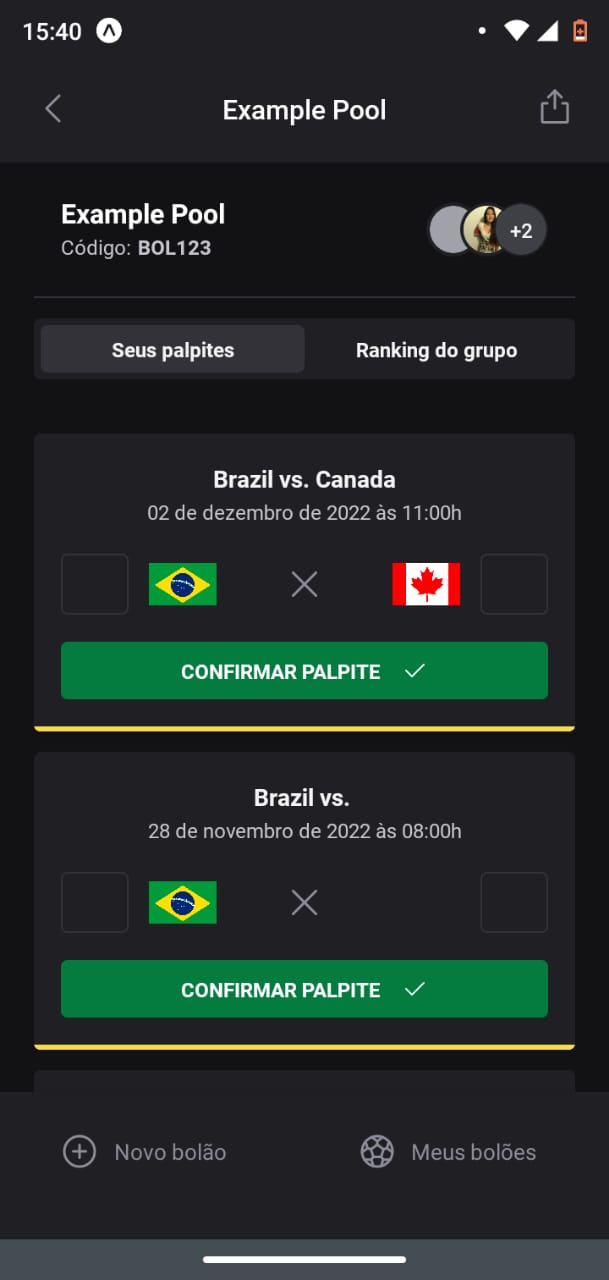 15:40
Example Pool
Example Pool
Código: BOL123
+2
Seus palpites
Ranking do grupo
Brazil vs. Canada
02 de dezembro de 2022 às 11:00h
CONFIRMAR PALPITE
Brazil vs.
28 de novembro de 2022 às 08:00h
CONFIRMAR PALPITE
Novo bolão
Meus bolões